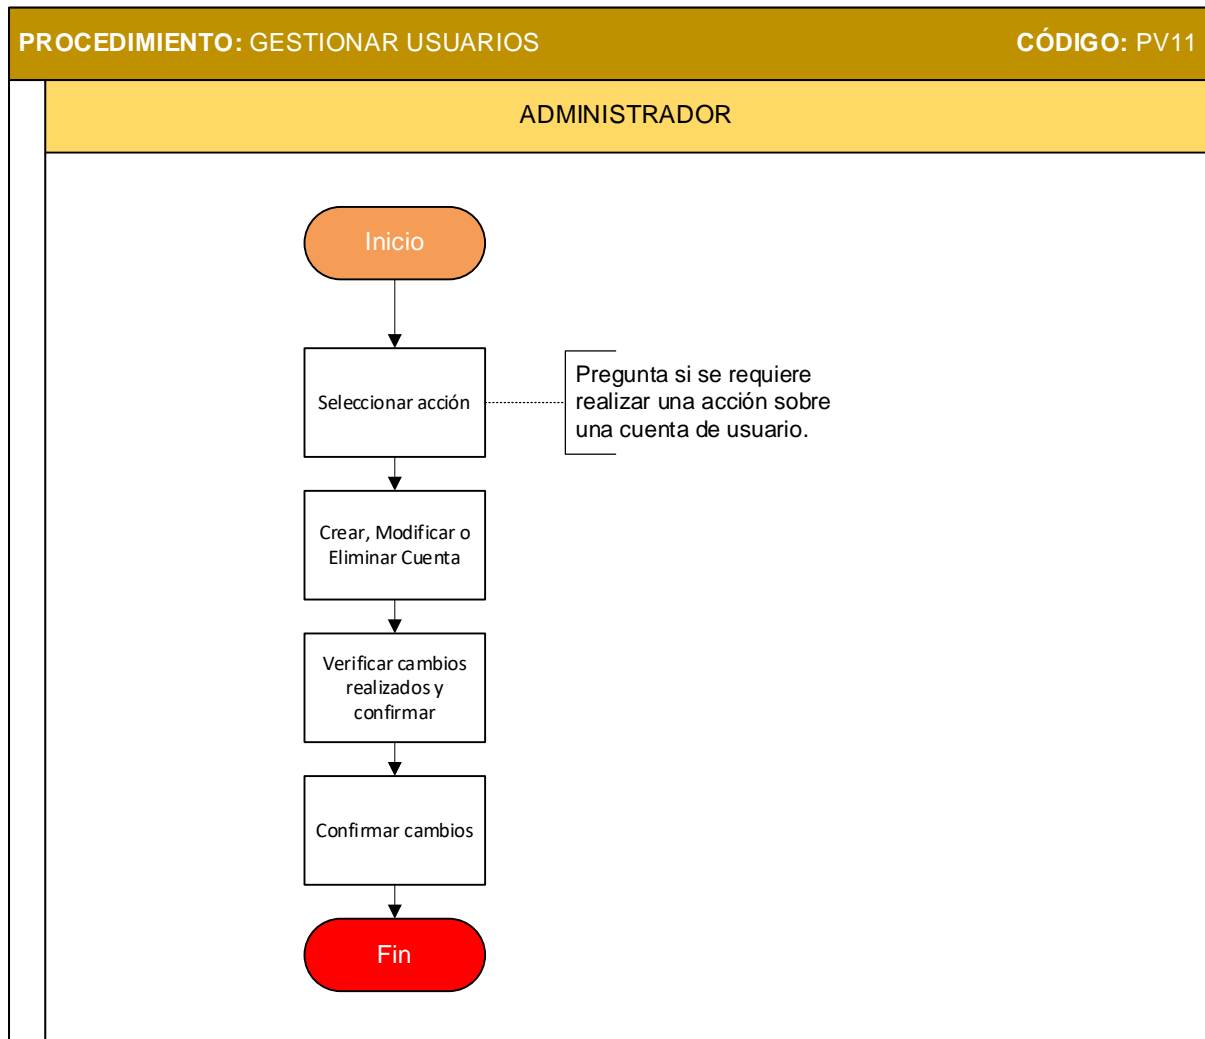 PROCEDIMIENTO: GESTIONAR USUARIOS CÓDIGO: PV11
ADMINISTRADOR
Inicio
Seleccionar acción
Pregunta si se requiere
realizar una acción sobre
una cuenta de usuario.
Crear, Modificar o
Eliminar Cuenta
Verificar cambios
realizados y
confirmar
Confirmar cambios
Fin